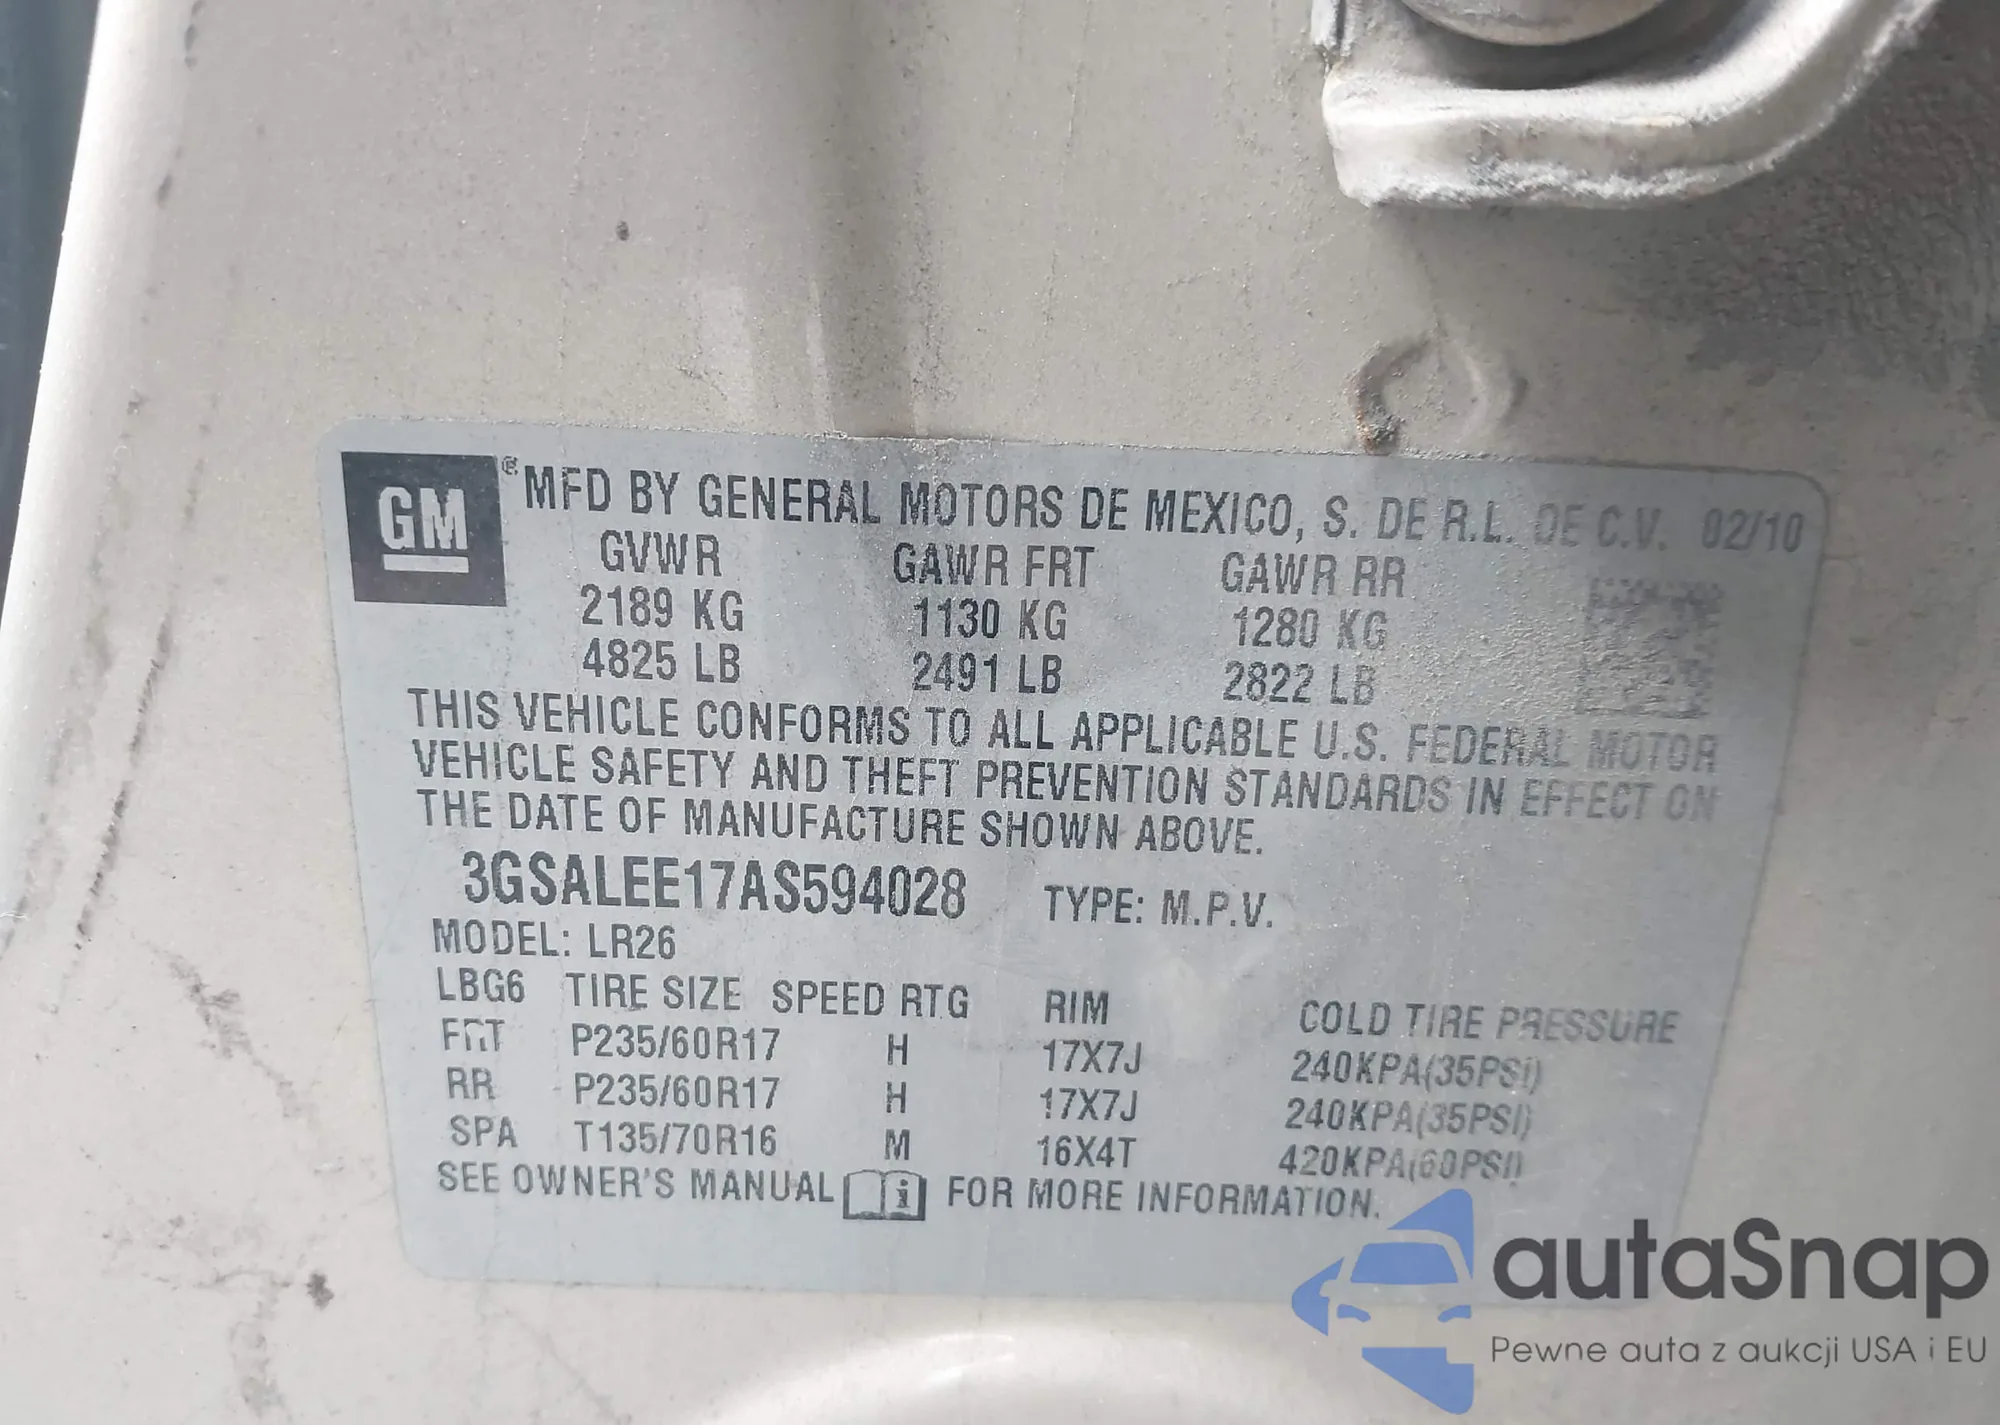 GM
® MFD BY GENERAL MOTORS DE MEXICO, S. DE R.L. DE C.V. 02/10
GVWR GAWR FRT GAWR RR
2189 KG 1130 KG 1280 KG
4825 LB 2491 LB 2822 LB
THIS VEHICLE CONFORMS TO ALL APPLICABLE U.S. FEDERAL MOTOR
VEHICLE SAFETY AND THEFT PREVENTION STANDARDS IN EFFECT ON
THE DATE OF MANUFACTURE SHOWN ABOVE.
3GSALEE17AS594028 TYPE: M.P.V.
MODEL: LR26
LBG6 TIRE SIZE SPEED RTG RIM COLD TIRE PRESSURE
FRT P235/60R17 H 17X7J 240KPA(35PSI)
RR P235/60R17 H 17X7J 240KPA(35PSI)
SPA T135/70R16 M 16X4T 420KPA(60PSI)
SEE OWNER'S MANUAL i FOR MORE INFORMATION.
autaSnap
Pewne auta z aukcji USA i EU